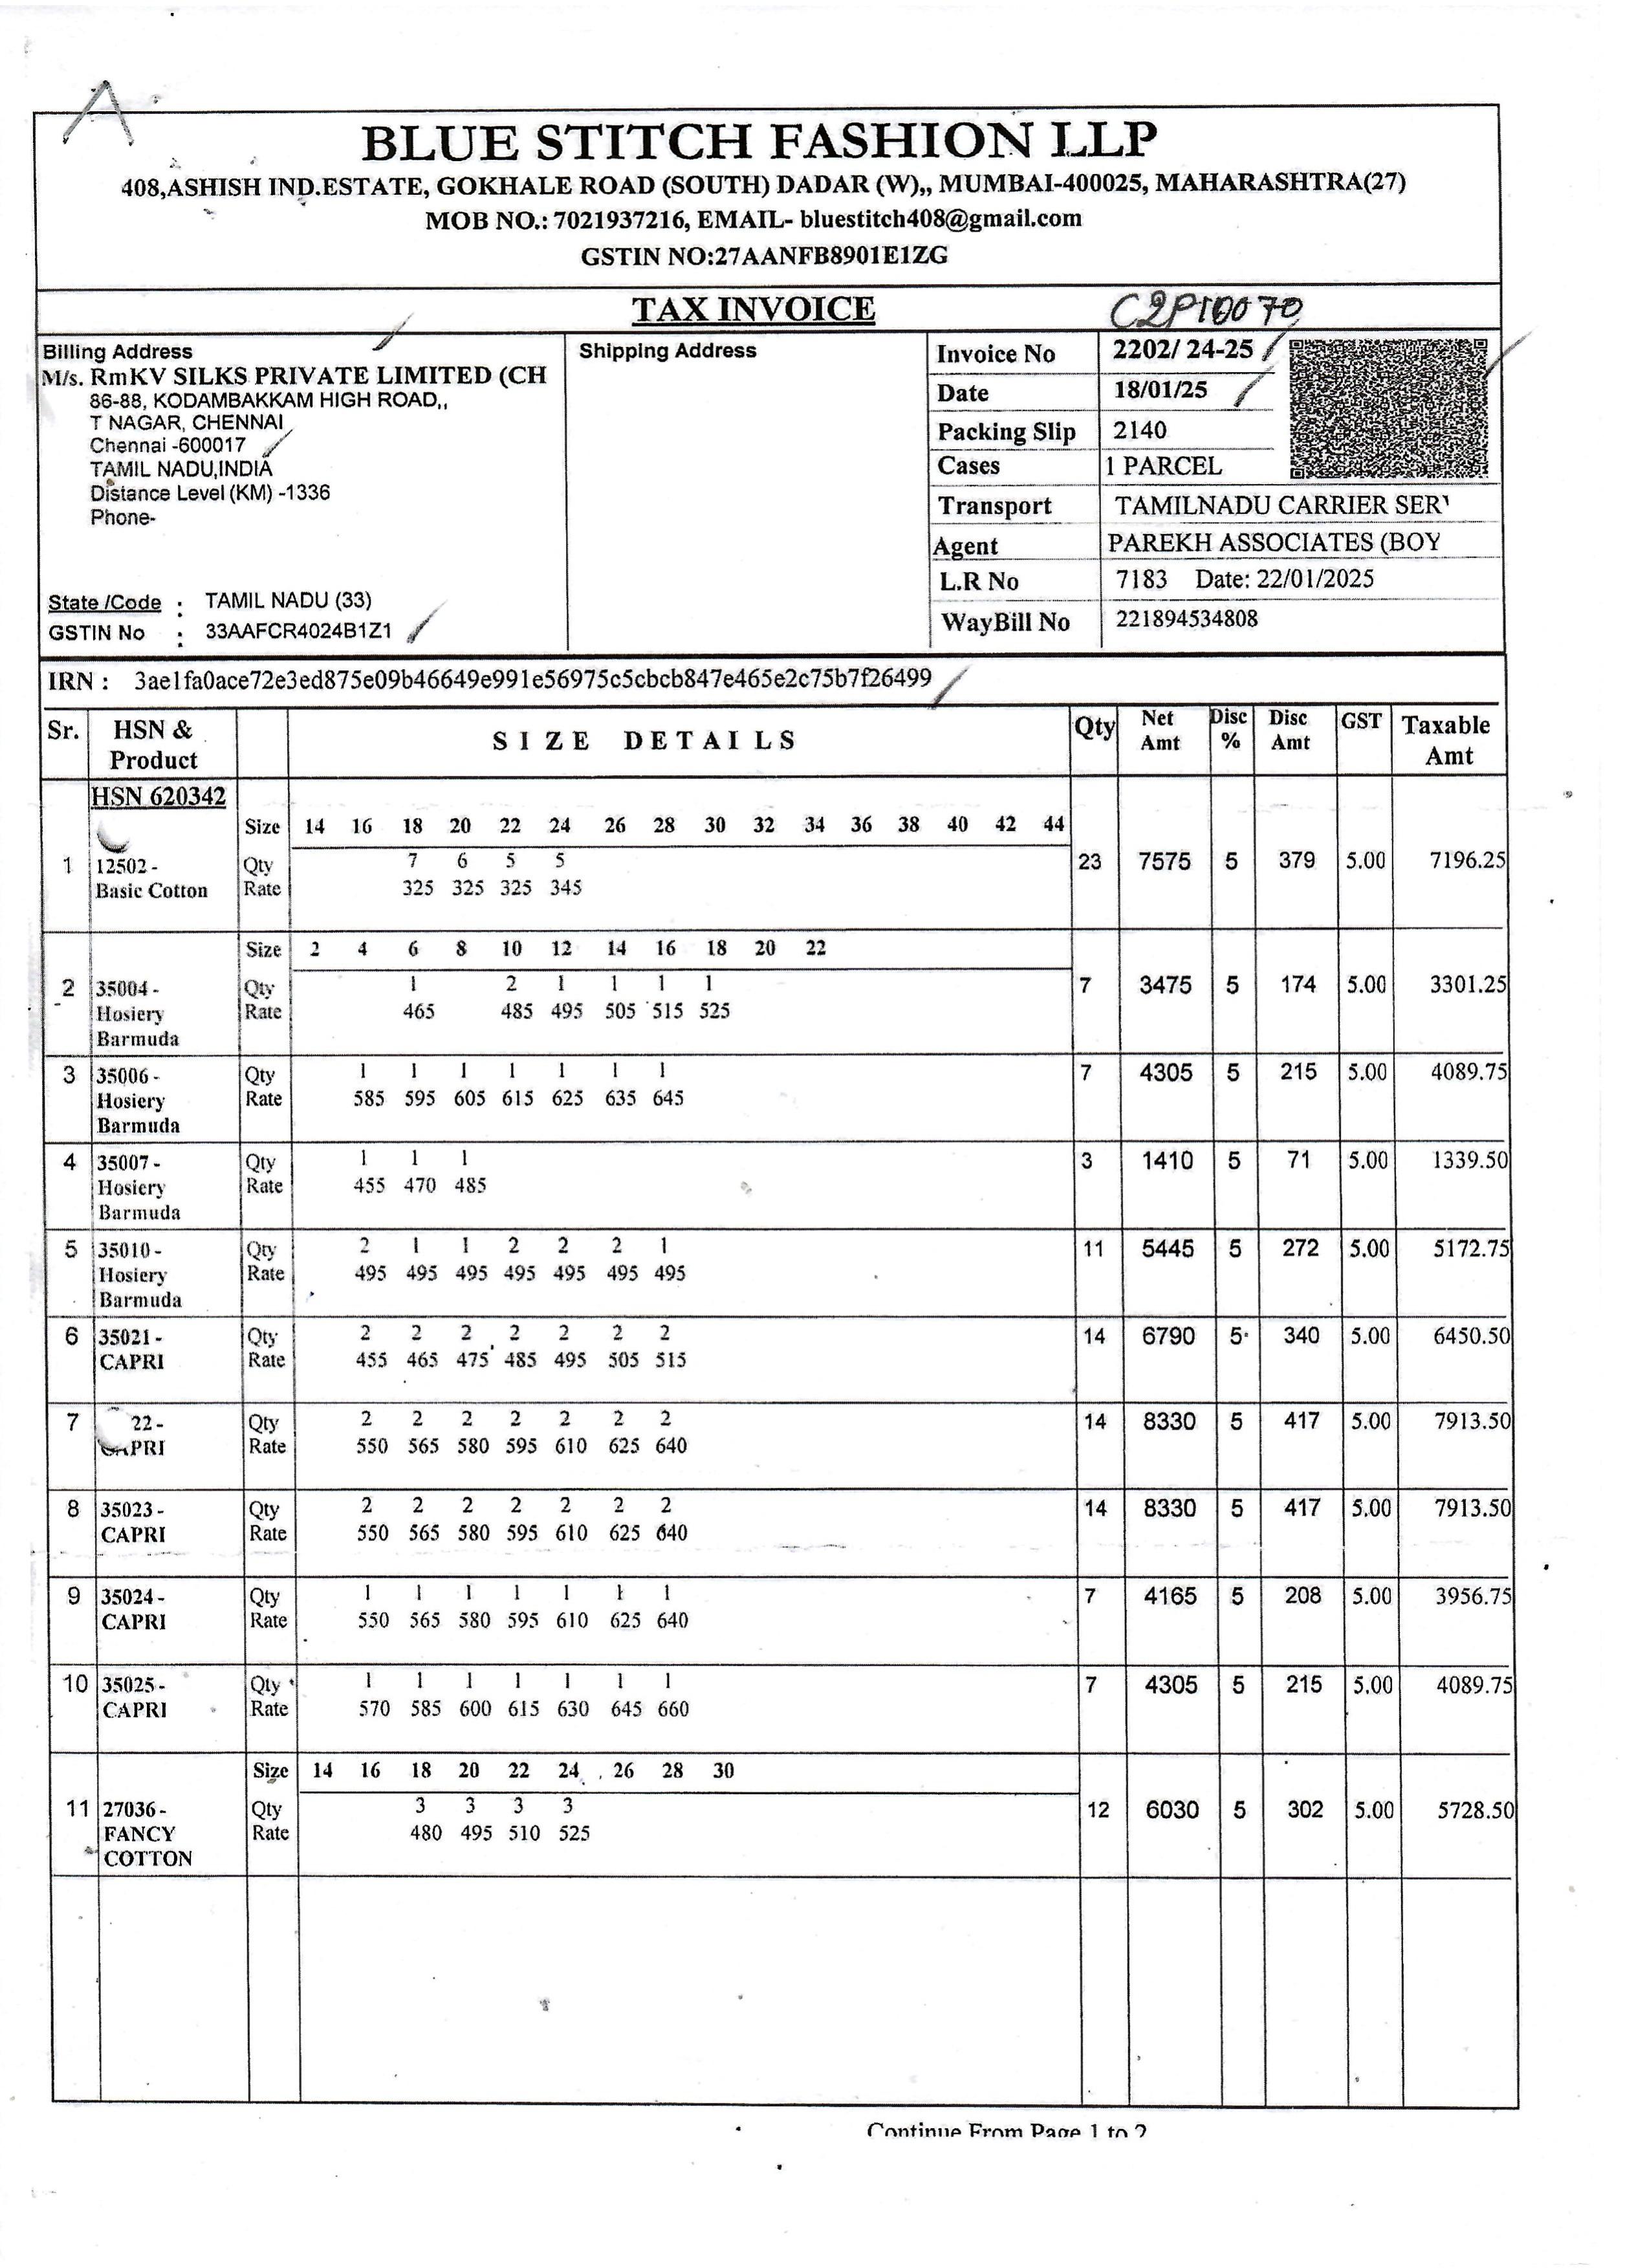 A
BLUE STITCH FASHION LLP
408,ASHISH IND.ESTATE, GOKHALE ROAD (SOUTH) DADAR (W),, MUMBAI-400025, MAHARASHTRA(27)
MOB NO.: 7021937216, EMAIL- bluestitch408@gmail.com
GSTIN NO:27AANFB8901E1ZG
TAX INVOICE
C2P10070
Billing Address
M/s. RmKV SILKS PRIVATE LIMITED (CH
86-88, KODAMBAKKAM HIGH ROAD,,
T NAGAR, CHENNAI
Chennai -600017
TAMIL NADU,INDIA
Distance Level (KM) -1336
Phone-
State /Code : TAMIL NADU (33)
GSTIN No : 33AAFCR4024B1Z1
Shipping Address
Invoice No 2202/ 24-25
Date 18/01/25
Packing Slip 2140
Cases 1 PARCEL
Transport TAMILNADU CARRIER SER
Agent PAREKH ASSOCIATES (BOY
L.R No 7183 Date: 22/01/2025
WayBill No 221894534808
IRN : 3ae1fa0ace72e3ed875e09b46649e991e56975c5cbcb847e465e2c75b7f26499
Sr. HSN & Product SIZE DETAILS Qty Net Amt Disc % Disc Amt GST Taxable Amt
HSN 620342
Size 14 16 18 20 22 24 26 28 30 32 34 36 38 40 42 44
1 12502 - Qty 7 6 5 5 23 7575 5 379 5.00 7196.25
Basic Cotton Rate 325 325 325 345
Size 2 4 6 8 10 12 14 16 18 20 22
2 35004 - Qty 1 2 1 1 1 1 7 3475 5 174 5.00 3301.25
Hosiery Rate 465 485 495 505 515 525
Barmuda
3 35006 - Qty 1 1 1 1 1 1 1 7 4305 5 215 5.00 4089.75
Hosiery Rate 585 595 605 615 625 635 645
Barmuda
4 35007 - Qty 1 1 1 3 1410 5 71 5.00 1339.50
Hosiery Rate 455 470 485
Barmuda
5 35010 - Qty 2 1 1 2 2 2 1 11 5445 5 272 5.00 5172.75
Hosiery Rate 495 495 495 495 495 495 495
Barmuda
6 35021 - Qty 2 2 2 2 2 2 2 14 6790 5 340 5.00 6450.50
CAPRI Rate 455 465 475 485 495 505 515
7 22 - Qty 2 2 2 2 2 2 2 14 8330 5 417 5.00 7913.50
CAPRI Rate 550 565 580 595 610 625 640
8 35023 - Qty 2 2 2 2 2 2 2 14 8330 5 417 5.00 7913.50
CAPRI Rate 550 565 580 595 610 625 640
9 35024 - Qty 1 1 1 1 1 1 1 7 4165 5 208 5.00 3956.75
CAPRI Rate 550 565 580 595 610 625 640
10 35025 - Qty 1 1 1 1 1 1 1 7 4305 5 215 5.00 4089.75
CAPRI Rate 570 585 600 615 630 645 660
Size 14 16 18 20 22 24 26 28 30
11 27036 - Qty 3 3 3 3 12 6030 5 302 5.00 5728.50
FANCY Rate 480 495 510 525
COTTON
Continue From Page 1 to 2